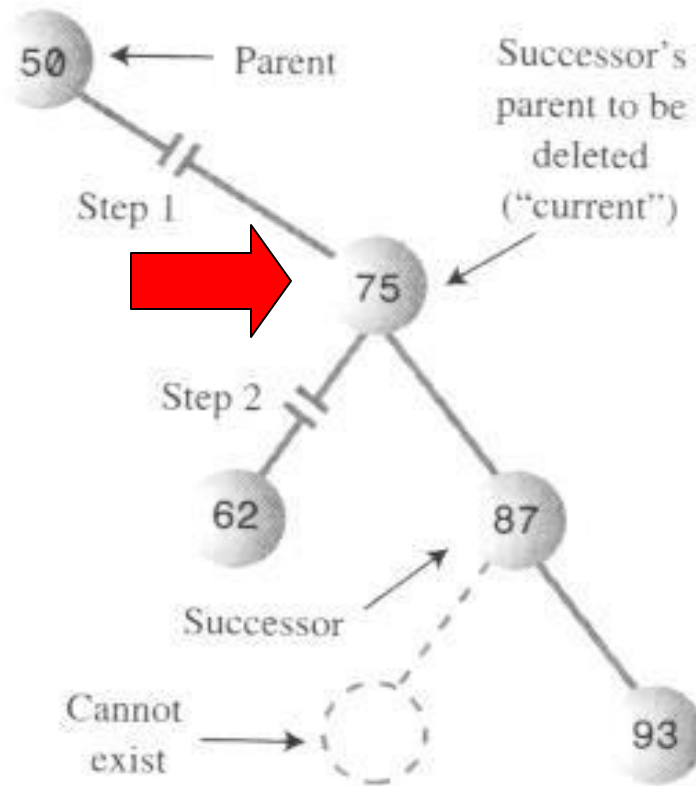 50
Parent
Successor's
parent to be
deleted
("current")
Step 1
75
Step 2
62
87
Successor
Cannot
exist
93